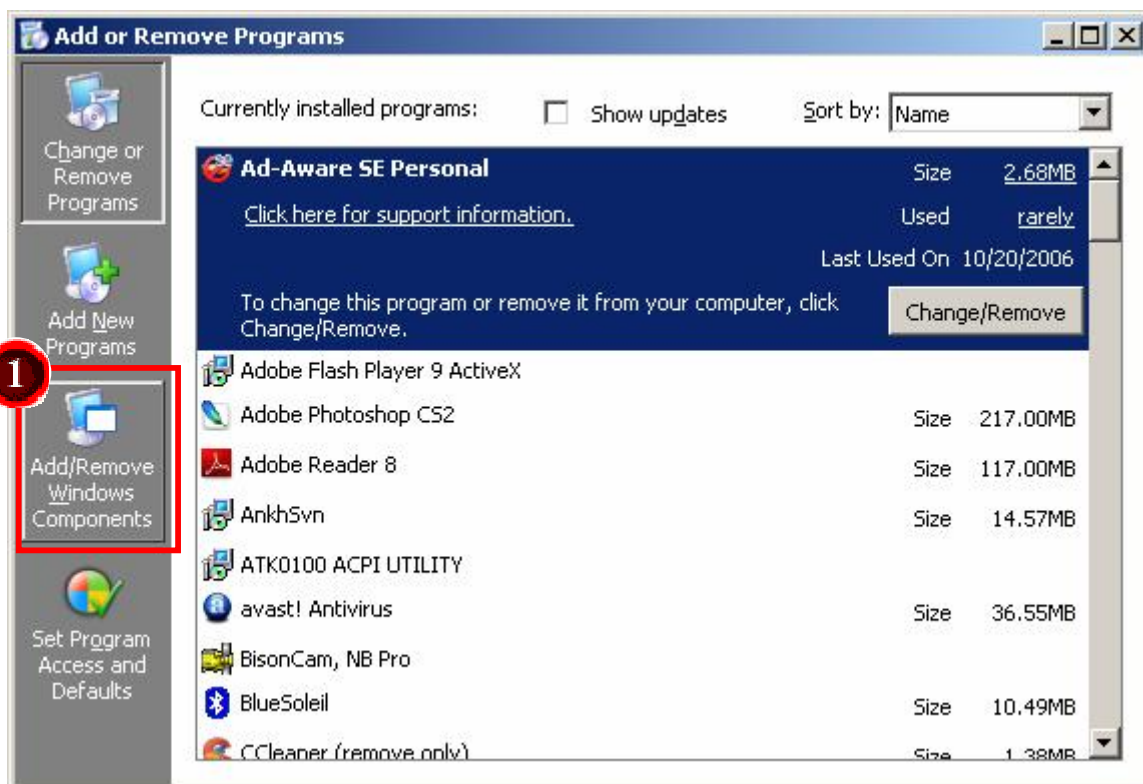 Add or Remove Programs
Change or
Remove
Programs
Add New
Programs
1
Add/Remove
Windows
Components
Set Program
Access and
Defaults
Currently installed programs:
Show updates
Sort by: Name
Ad-Aware SE Personal Size 2.68MB
Click here for support information. Used rarely
Last Used On 10/20/2006
To change this program or remove it from your computer, click
Change/Remove.
Change/Remove
Adobe Flash Player 9 ActiveX
Adobe Photoshop CS2 Size 217.00MB
Adobe Reader 8 Size 117.00MB
AnkhSvn Size 14.57MB
ATK0100 ACPI UTILITY
avast! Antivirus Size 36.55MB
BisonCam, NB Pro
BlueSoleil Size 10.49MB
CCleaner (remove only) Size 1.38MB